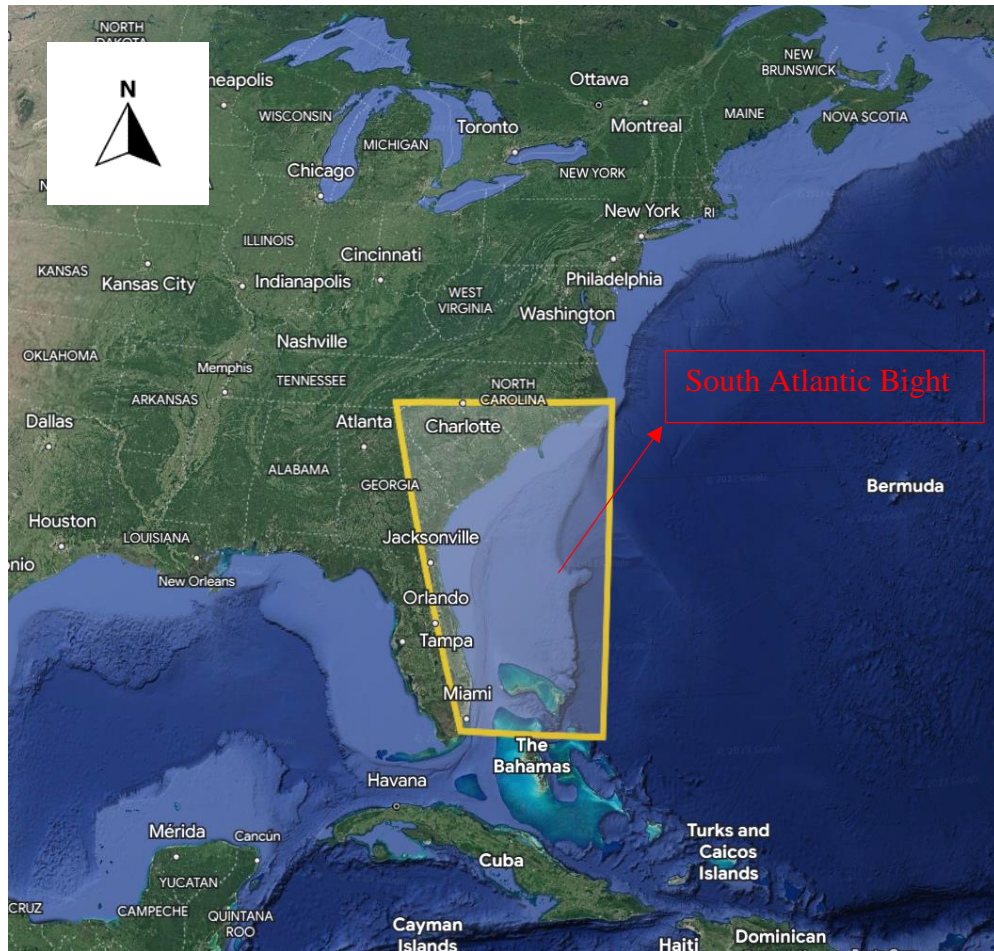 NORTH
DAKOTA
N
neapolis
Ottawa
NEW
BRUNSWICK
WISCONSIN
Toronto
Montreal
MAINE
NOVA SCOTIA
MICHIGAN
Chicago
NEW YORK
New York
RI
ILLINOIS
Cincinnati
KANSAS
Kansas City
Indianapolis
Philadelphia
WEST
VIRGINIA
Washington
Nashville
OKLAHOMA
Memphis
TENNESSEE
South Atlantic Bight
ARKANSAS
NORTH
CAROLINA
Dallas
Atlanta
Charlotte
ALABAMA
GEORGIA
Bermuda
Houston
LOUISIANA
Jacksonville
onio
New Orleans
Orlando
Tampa
Miami
The
Bahamas
Havana
Mérida
Cancún
Turks and
Caicos
Islands
Cuba
YUCATAN
CRUZ
CAMPECHE
QUINTANA
ROO
Cayman
Islands
Haiti
Dominican